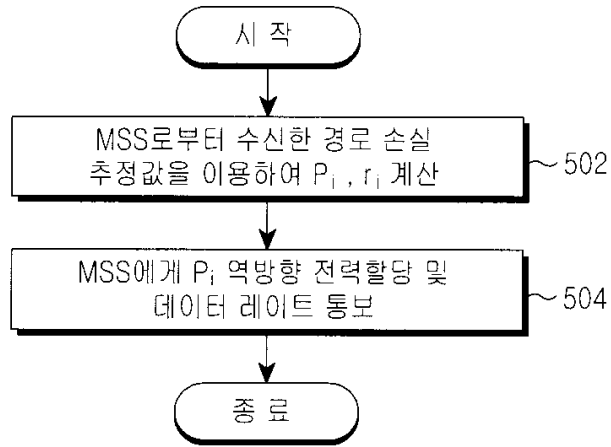 시 작
MSS로부터 수신한 경로 손실
추정값을 이용하여 Pi , ri 계산
502
MSS에게 Pi 역방향 전력할당 및
데이터 레이트 통보
504
종 료